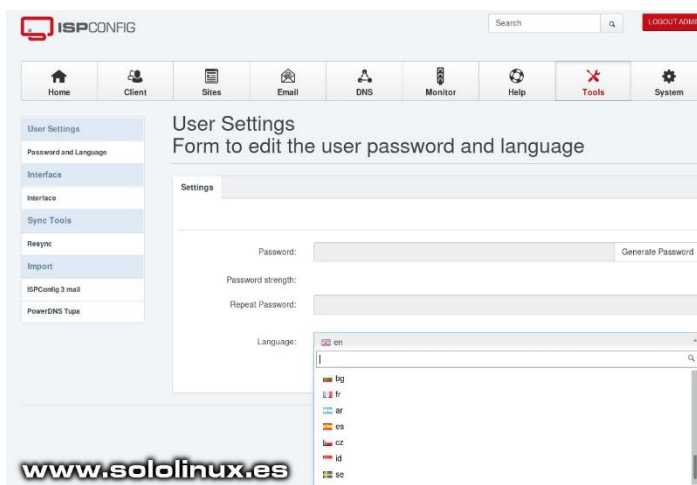 ISPCONFIG
Search
LOGOUT ADMI
Home
Client
Sites
Email
DNS
Monitor
Help
Tools
System
User Settings
Password and Language
Interface
Interface
Sync Tools
Resync
Import
ISPConfig 3 mail
PowerDNS Tupa
User Settings
Form to edit the user password and language
Settings
Password:
Generate Password
Password strength:
Repeat Password:
Language:
en
bg
fr
ar
es
cz
id
se
www.sololinux.es